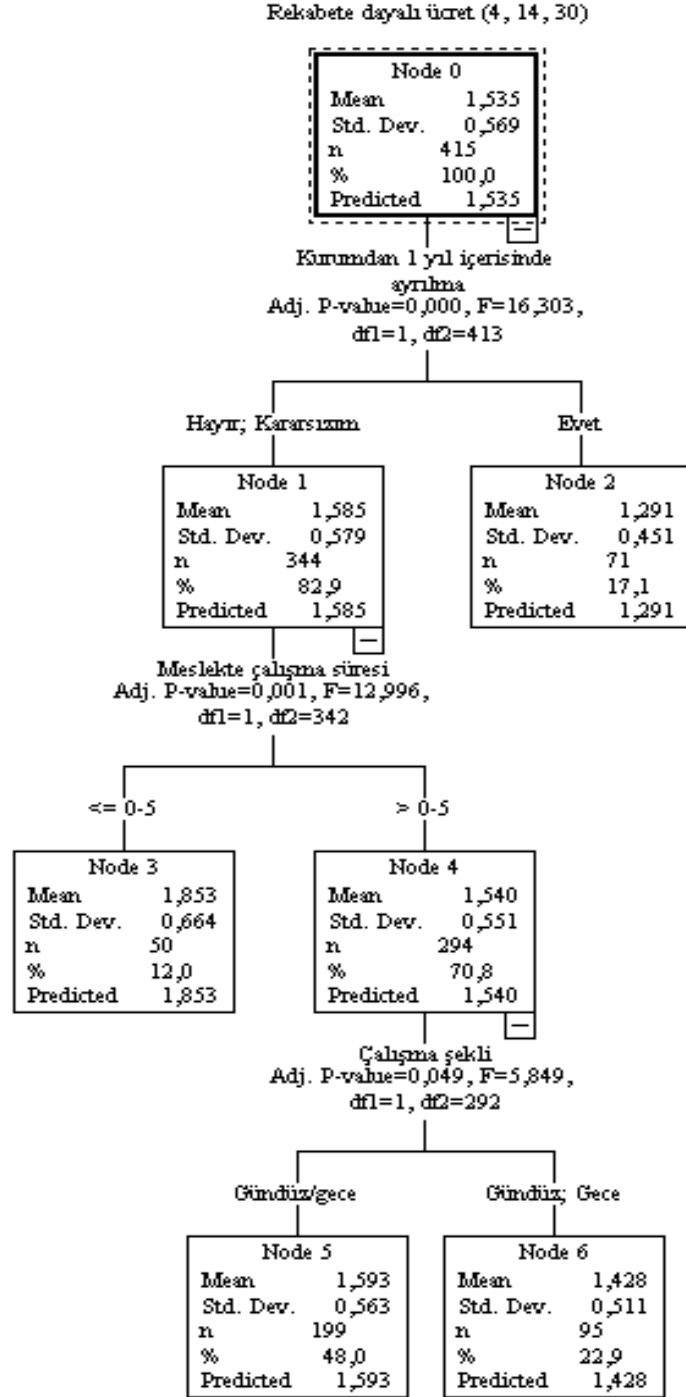 Rekabete dayalı ücret (4, 14, 30)
Node 0
Mean 1,535
Std. Dev. 0,569
n 415
% 100,0
Predicted 1,535
Kurumdan 1 yıl içerisinde
ayrılma
Adj. P-value=0,000, F=16,303,
df1=1, df2=413
Hayır; Kararsızım
Evet
Node 1
Mean 1,585
Std. Dev. 0,579
n 344
% 82,9
Predicted 1,585
Node 2
Mean 1,291
Std. Dev. 0,451
n 71
% 17,1
Predicted 1,291
Meslekte çalışma süresi
Adj. P-value=0,001, F=12,996,
df1=1, df2=342
<= 0-5
> 0-5
Node 3
Mean 1,853
Std. Dev. 0,664
n 50
% 12,0
Predicted 1,853
Node 4
Mean 1,540
Std. Dev. 0,551
n 294
% 70,8
Predicted 1,540
Çalışma şekli
Adj. P-value=0,049, F=5,849,
df1=1, df2=292
Gündüz/gece
Gündüz; Gece
Node 5
Mean 1,593
Std. Dev. 0,563
n 199
% 48,0
Predicted 1,593
Node 6
Mean 1,428
Std. Dev. 0,511
n 95
% 22,9
Predicted 1,428